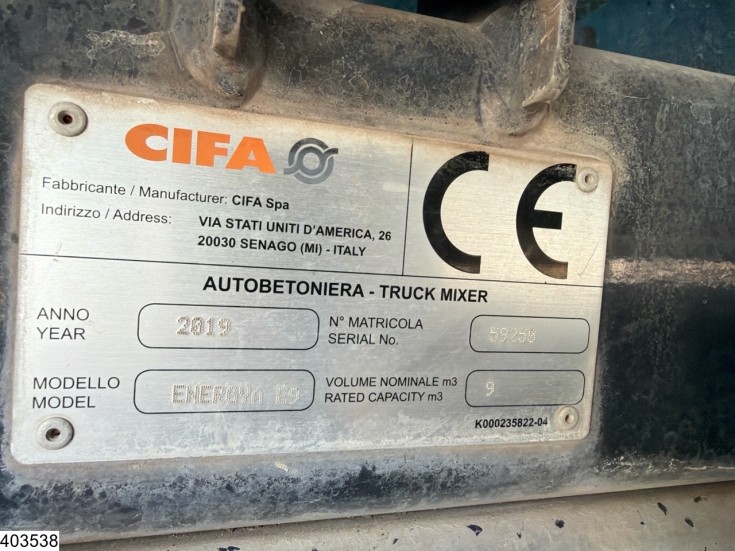 CIFA
CE
Fabbricante / Manufacturer: CIFA Spa
Indirizzo / Address: VIA STATI UNITI D'AMERICA, 26
20030 SENAGO (MI) - ITALY
AUTOBETONIERA - TRUCK MIXER
ANNO
YEAR
2019
N° MATRICOLA
SERIAL No.
MODELLO
MODEL
E9
VOLUME NOMINALE m3
RATED CAPACITY m3
9
K000235822-04
403538